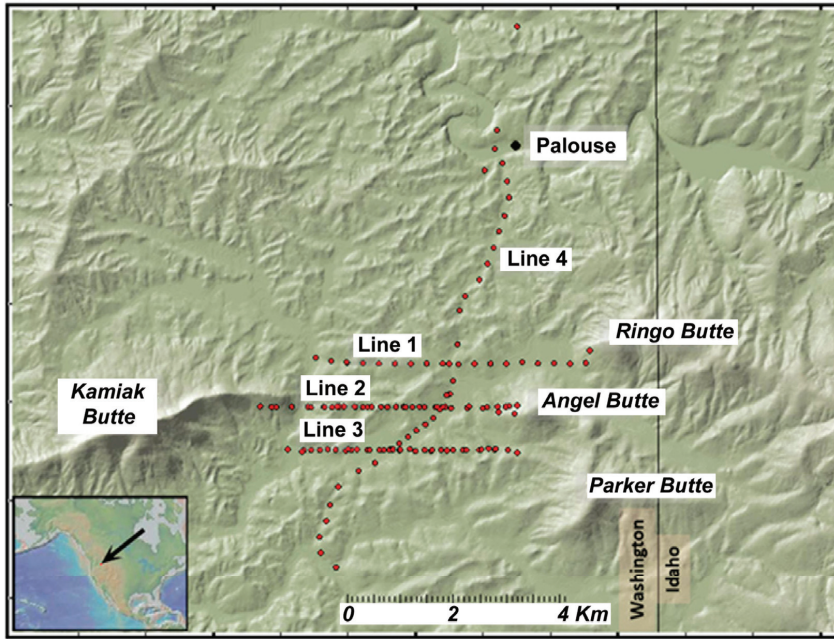 Palouse
Line 4
Ringo Butte
Line 1
Kamiak
Butte
Line 2
Angel Butte
Line 3
Parker Butte
Washington
Idaho
0 2 4 Km